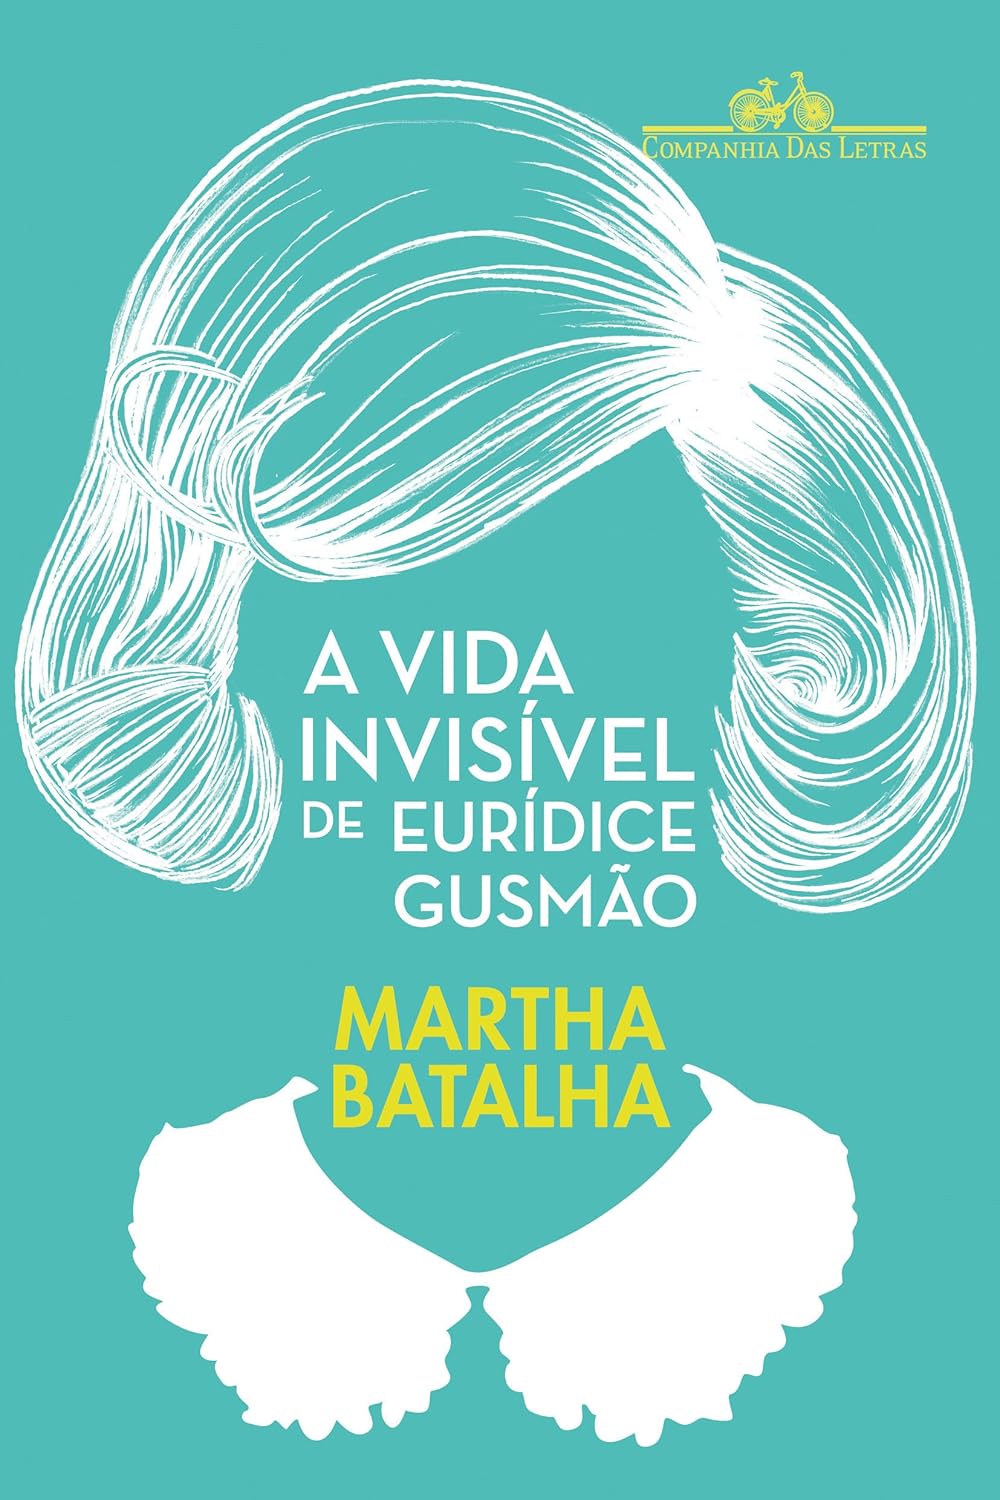 COMPANHIA DAS LETRAS
A VIDA
INVISÍVEL
DE EURÍDICE
GUSMÃO
MARTHA
BATALHA